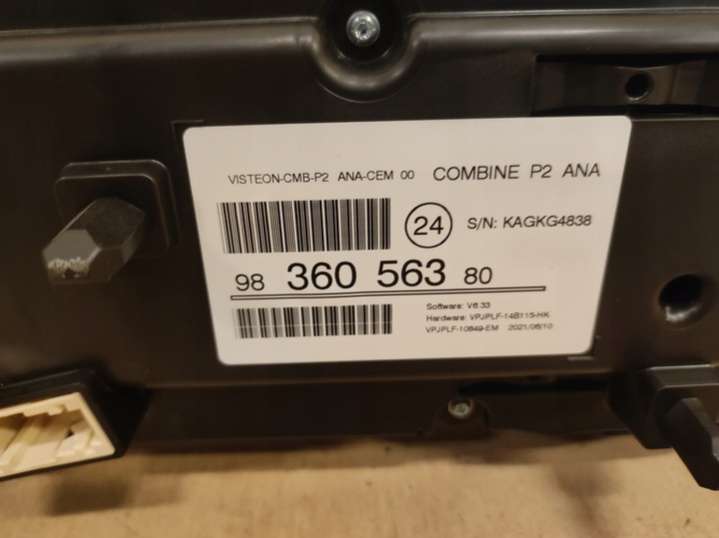 VISTEON-CMB-P2 ANA-CEM 00 COMBINE P2 ANA
24 S/N: KAGKG4838
98 360 563 80
Software: V6.33
Hardware: VPJPLF-14B115-HK
VPJPLF-10849-EM 2021/06/10